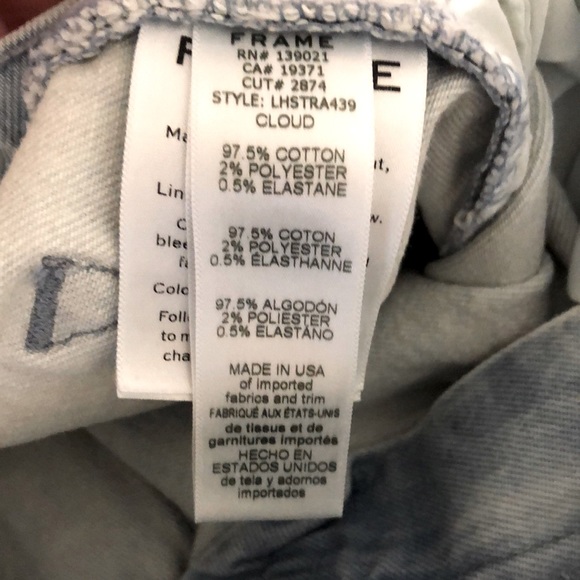 FRAME
RN# 139021
CA# 19371
CUT# 2874
STYLE: LHSTRA439
CLOUD
97.5% COTTON
2% POLYESTER
0.5% ELASTANE
97.5% COTON
2% POLYESTER
0.5% ÉLASTHANNE
97.5% ALGODÓN
2% POLIÉSTER
0.5% ELASTANO
MADE IN USA
of imported
fabrics and trim
FABRIQUÉ AUX ÉTATS-UNIS
de tissus et de
garnitures importés
HECHO EN
ESTADOS UNIDOS
de tela y adornos
importados